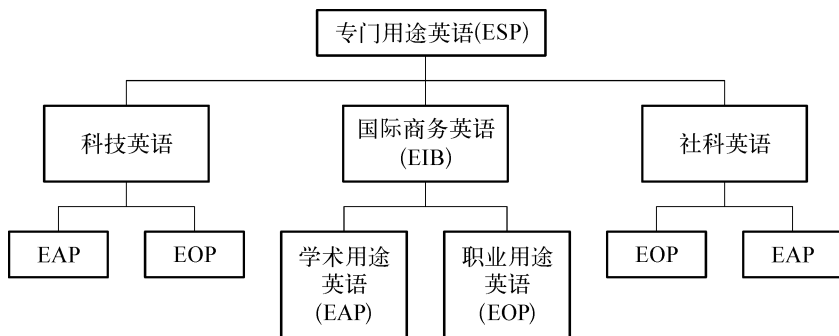 专门用途英语(ESP)
科技英语
国际商务英语
(EIB)
社科英语
EAP
EOP
学术用途
英语
(EAP)
职业用途
英语
(EOP)
EOP
EAP